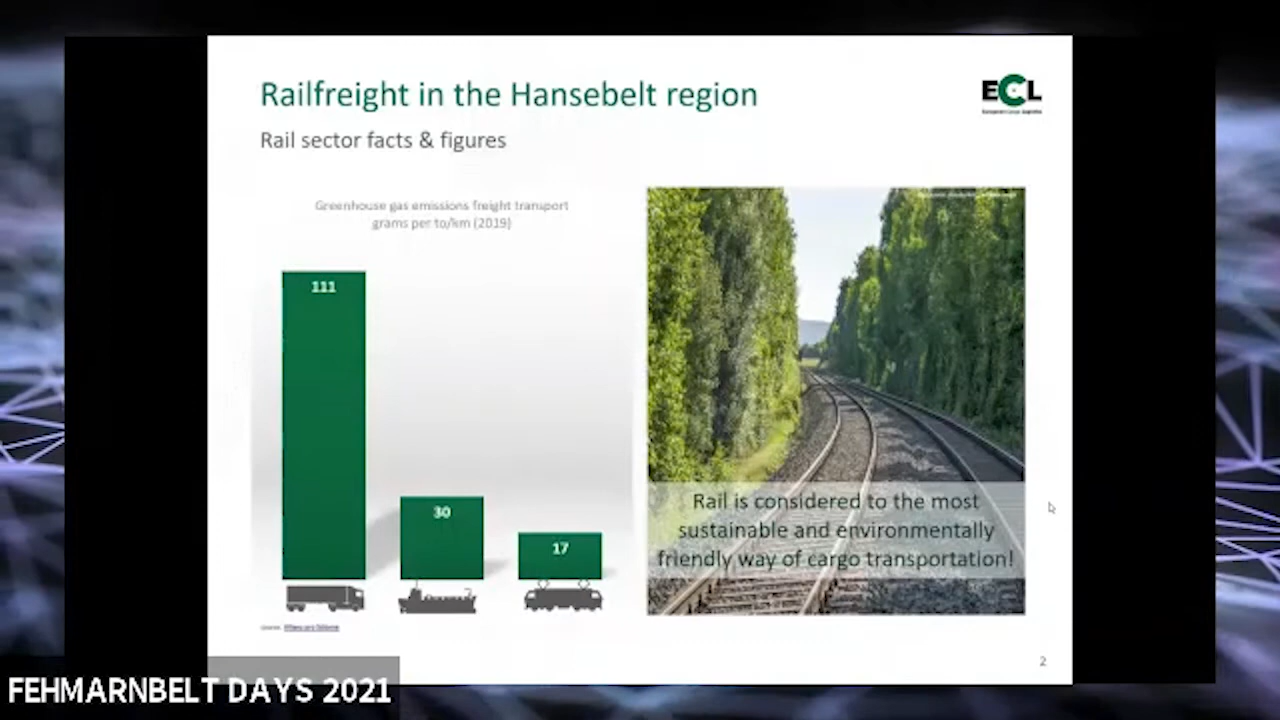 Railfreight in the Hansebelt region
ECL
Rail sector facts & figures
Greenhouse gas emissions freight transport
grams per to/km (2019)
111
30
17
Rail is considered to the most
sustainable and environmentally
friendly way of cargo transportation!
2
FEHMARNBELT DAYS 2021